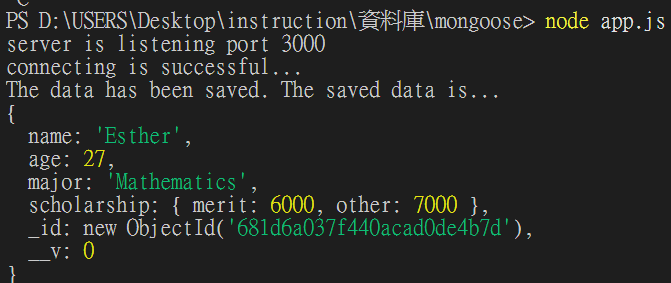 PS D:\USERS\Desktop\instruction\資料庫\mongoose> node app.js
server is listening port 3000
connecting is successful...
The data has been saved. The saved data is...
{
  name: 'Esther',
  age: 27,
  major: 'Mathematics',
  scholarship: { merit: 6000, other: 7000 },
  _id: new ObjectId('681d6a037f440acad0de4b7d'),
  __v: 0
}